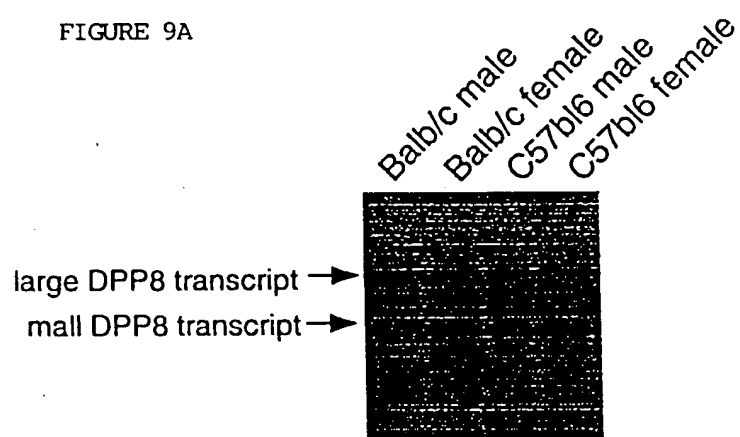 FIGURE 9A
Balb/c male
Balb/c female
C57bl6 male
C57bl6 female
large DPP8 transcript
mall DPP8 transcript